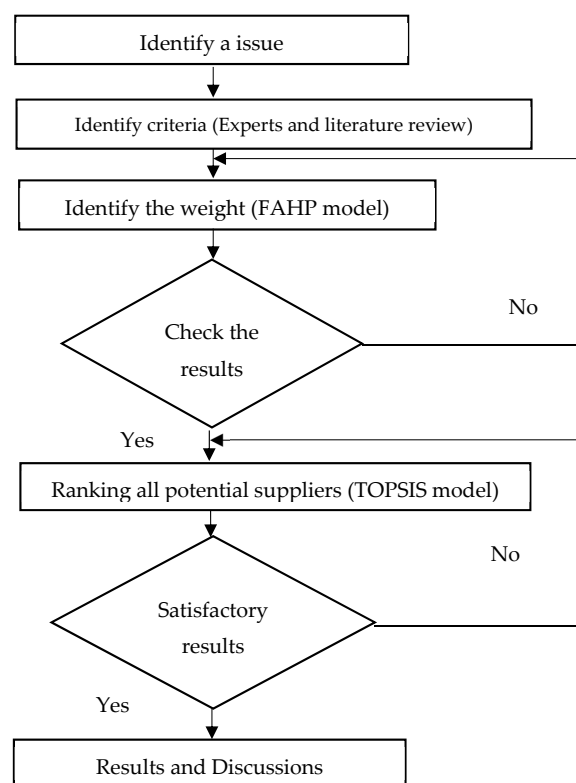 Identify a issue
Identify criteria (Experts and literature review)
Identify the weight (FAHP model)
Check the
results
No
Yes
Ranking all potential suppliers (TOPSIS model)
No
Satisfactory
results
Yes
Results and Discussions